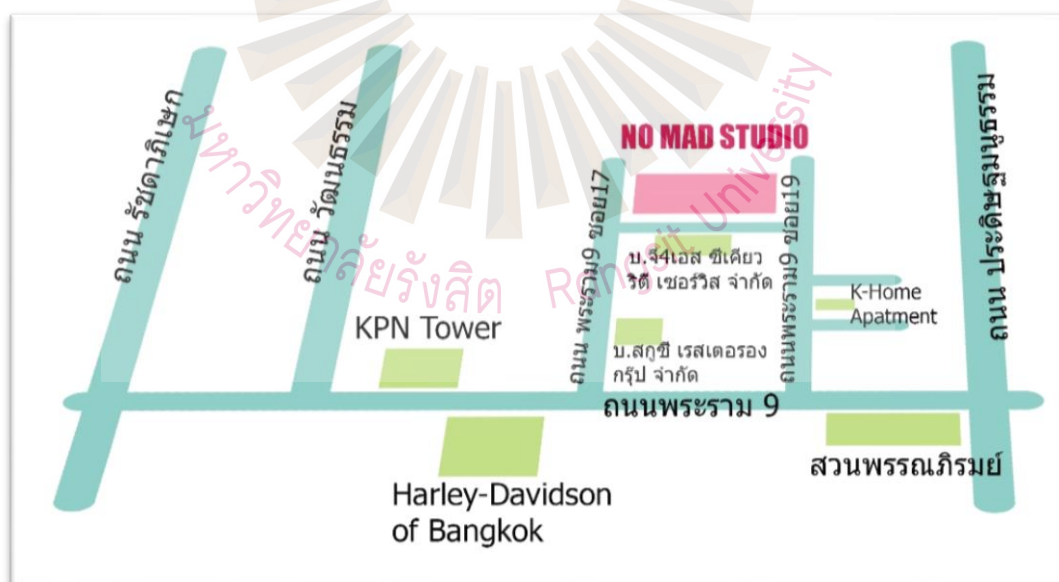 NO MAD STUDIO
ถนน รัชดาภิเษก
ถนน วัฒนธรรม
ถนน พระราม9 ซอย17
ถนนพระราม9 ซอย19
ถนน ประดิษฐมนูธรรม
บ.จี4เอส ซีเคียว
ริตี เซอร์วิส จำกัด
K-Home
Apatment
KPN Tower
บ.สกูซี เรสเตอรอง
กรุ๊ป จำกัด
ถนนพระราม 9
สวนพรรณภิรมย์
Harley-Davidson
of Bangkok
มหาวิทยาลัยรังสิต Rangsit University